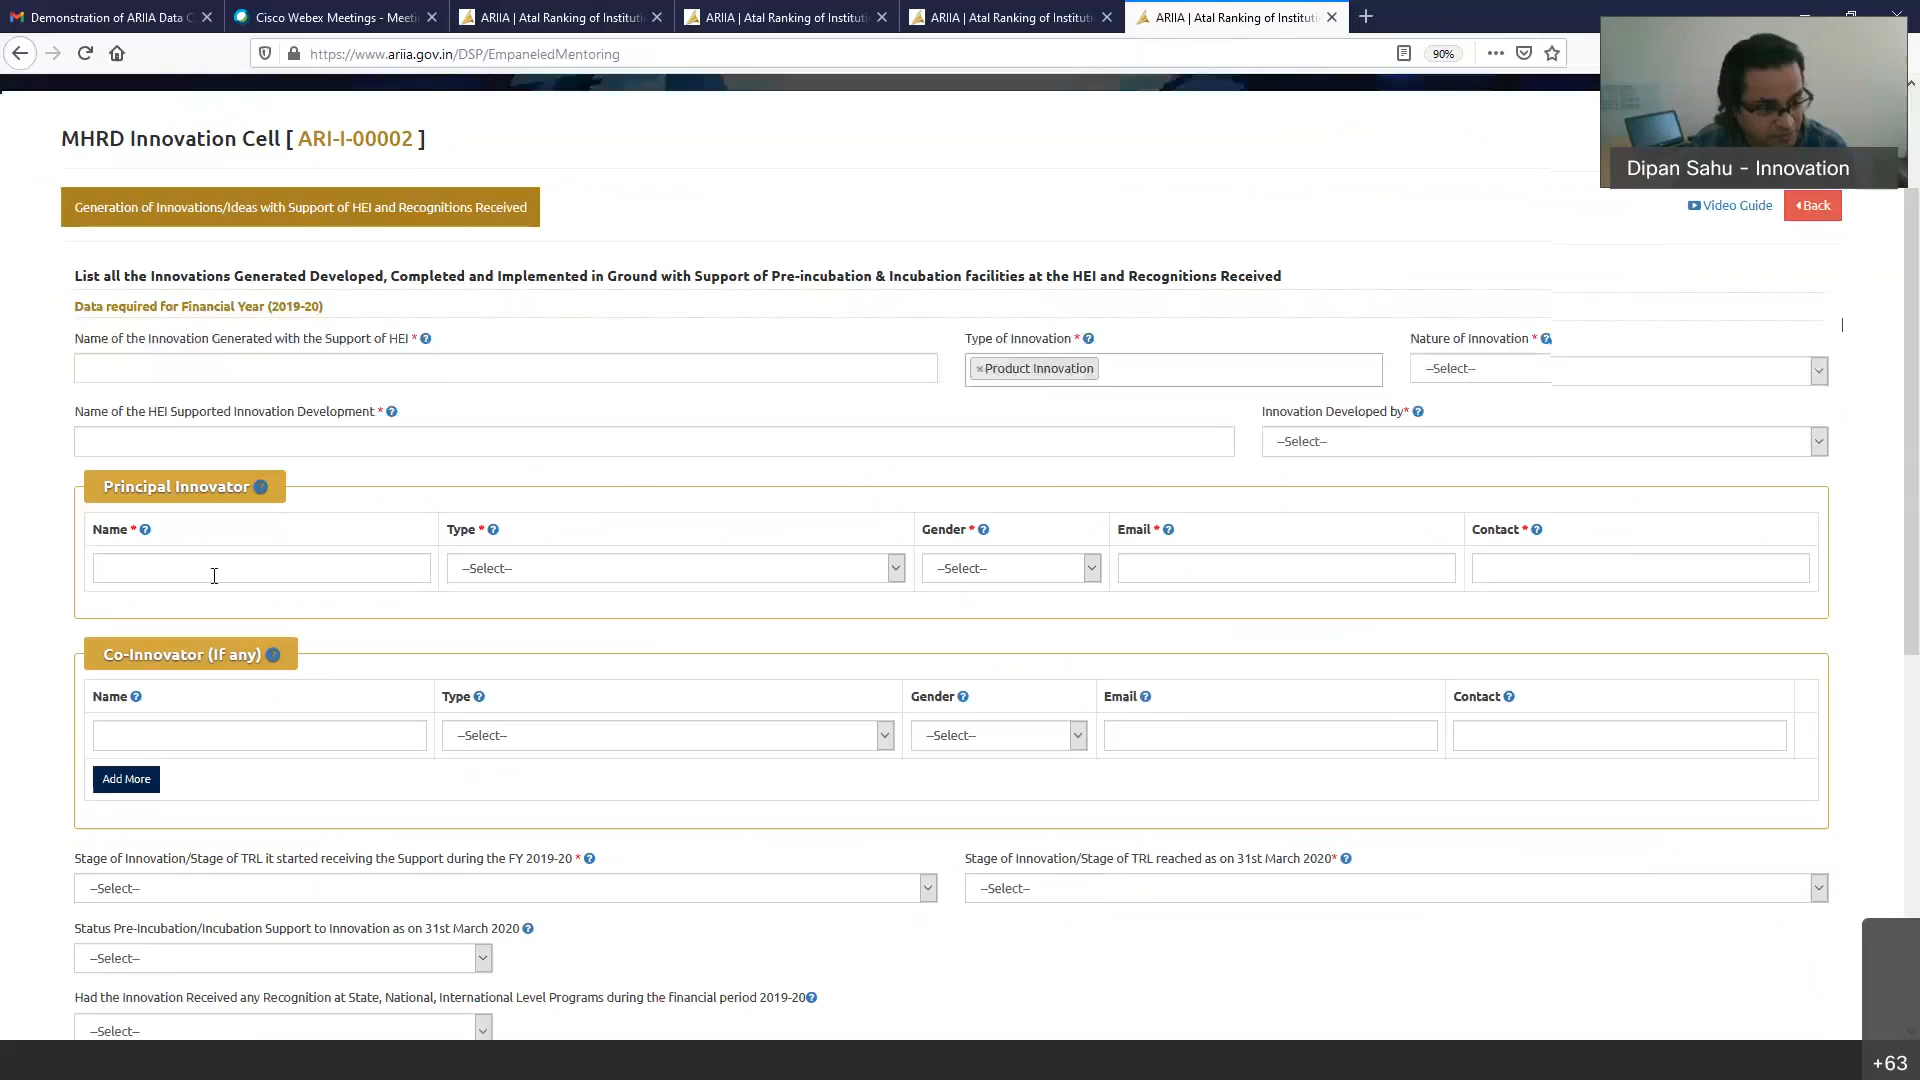 Demonstration of ARIIA Data C
Cisco Webex Meetings - Meeti
ARIIA | Atal Ranking of Instituti
ARIIA | Atal Ranking of Instituti
ARIIA | Atal Ranking of Instituti
ARIIA | Atal Ranking of Instituti
https://www.ariia.gov.in/DSP/EmpaneledMentoring
90%
MHRD Innovation Cell [ ARI-I-00002 ]
Dipan Sahu - Innovation
Generation of Innovations/Ideas with Support of HEI and Recognitions Received
Video Guide
Back
List all the Innovations Generated Developed, Completed and Implemented in Ground with Support of Pre-incubation & Incubation facilities at the HEI and Recognitions Received
Data required for Financial Year (2019-20)
Name of the Innovation Generated with the Support of HEI * ?
Type of Innovation * ?
Nature of Innovation * ?
×Product Innovation
--Select--
Name of the HEI Supported Innovation Development * ?
Innovation Developed by* ?
--Select--
Principal Innovator ?
Name * ?
Type * ?
Gender * ?
Email * ?
Contact * ?
--Select--
--Select--
Co-Innovator (If any) ?
Name ?
Type ?
Gender ?
Email ?
Contact ?
--Select--
--Select--
Add More
Stage of Innovation/Stage of TRL it started receiving the Support during the FY 2019-20 * ?
Stage of Innovation/Stage of TRL reached as on 31st March 2020* ?
--Select--
--Select--
Status Pre-Incubation/Incubation Support to Innovation as on 31st March 2020 ?
--Select--
Had the Innovation Received any Recognition at State, National, International Level Programs during the financial period 2019-20?
--Select--
+63